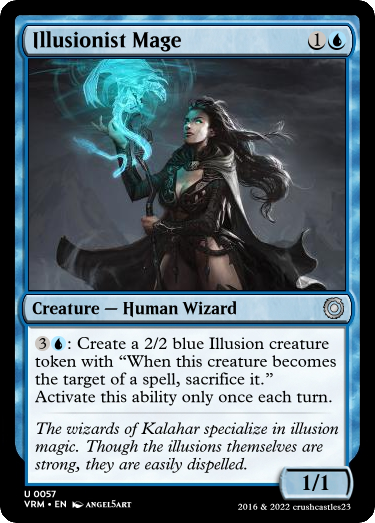 Illusionist Mage 1
Creature — Human Wizard
3 : Create a 2/2 blue Illusion creature
token with “When this creature becomes
the target of a spell, sacrifice it.”
Activate this ability only once each turn.
The wizards of Kalahar specialize in illusion
magic. Though the illusions themselves are
strong, they are easily dispelled.
1/1
U 0057
VRM • EN ANGEL5ART
2016 & 2022 crushcastles23